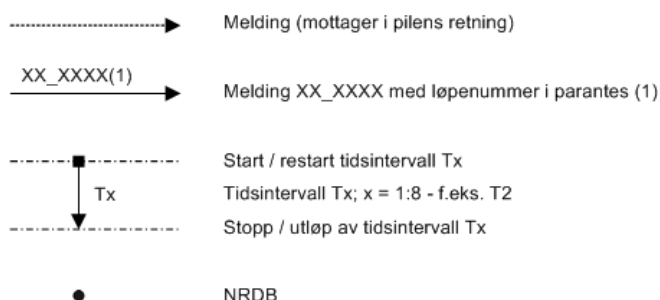 Melding (mottager i pilens retning)
XX_XXXX(1)
Melding XX_XXXX med løpenummer i parantes (1)
Start / restart tidsintervall Tx
Tx
Tidsintervall Tx; x = 1:8 - f.eks. T2
Stopp / utløp av tidsintervall Tx
NRDB